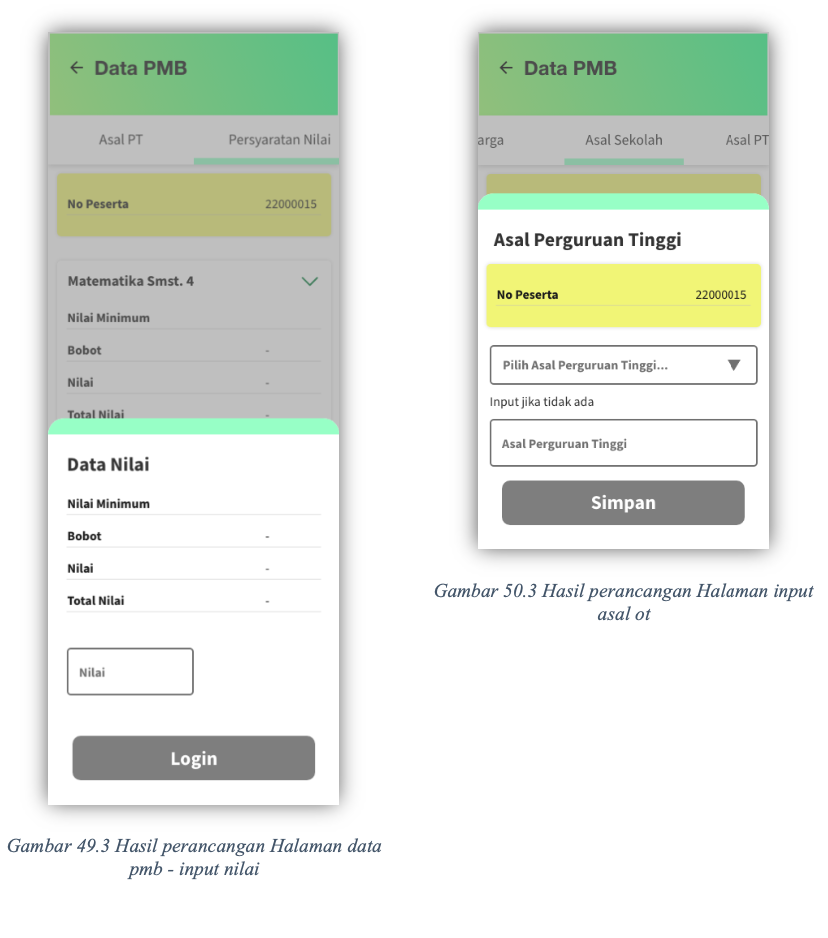 Data PMB
Asal PT
Persyaratan Nilai
No Peserta 22000015
Matematika Smst. 4
Nilai Minimum
Bobot -
Nilai -
Total Nilai -
Data Nilai
Nilai Minimum
Bobot -
Nilai -
Total Nilai -
Nilai
Login
Gambar 49.3 Hasil perancangan Halaman data
pmb - input nilai
Data PMB
arga
Asal Sekolah
Asal PT
Asal Perguruan Tinggi
No Peserta 22000015
Pilih Asal Perguruan Tinggi...
Input jika tidak ada
Asal Perguruan Tinggi
Simpan
Gambar 50.3 Hasil perancangan Halaman input
asal ot